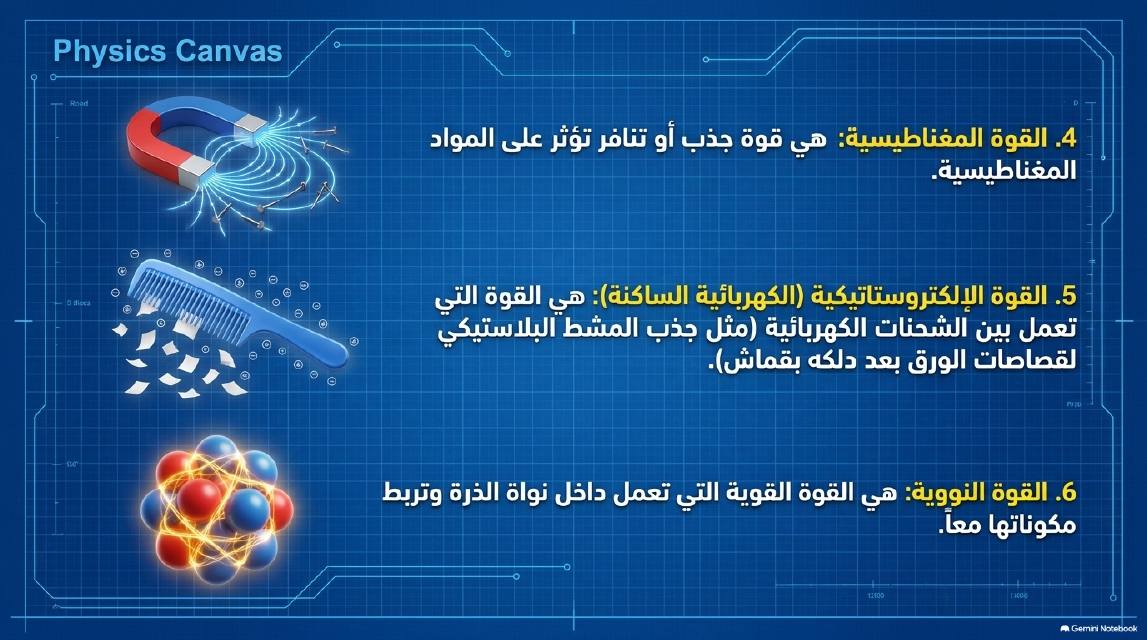 Physics Canvas
4. القوة المغناطيسية: هي قوة جذب أو تنافر تؤثر على المواد
المغناطيسية.
5. القوة الإلكتروستاتيكية (الكهربائية الساكنة): هي القوة التي
تعمل بين الشحنات الكهربائية (مثل جذب المشط البلاستيكي
لقصاصات الورق بعد دلكه بقماش).
6. القوة النووية: هي القوة القوية التي تعمل داخل نواة الذرة وتربط
مكوناتها معاً.
Gemini Notebook